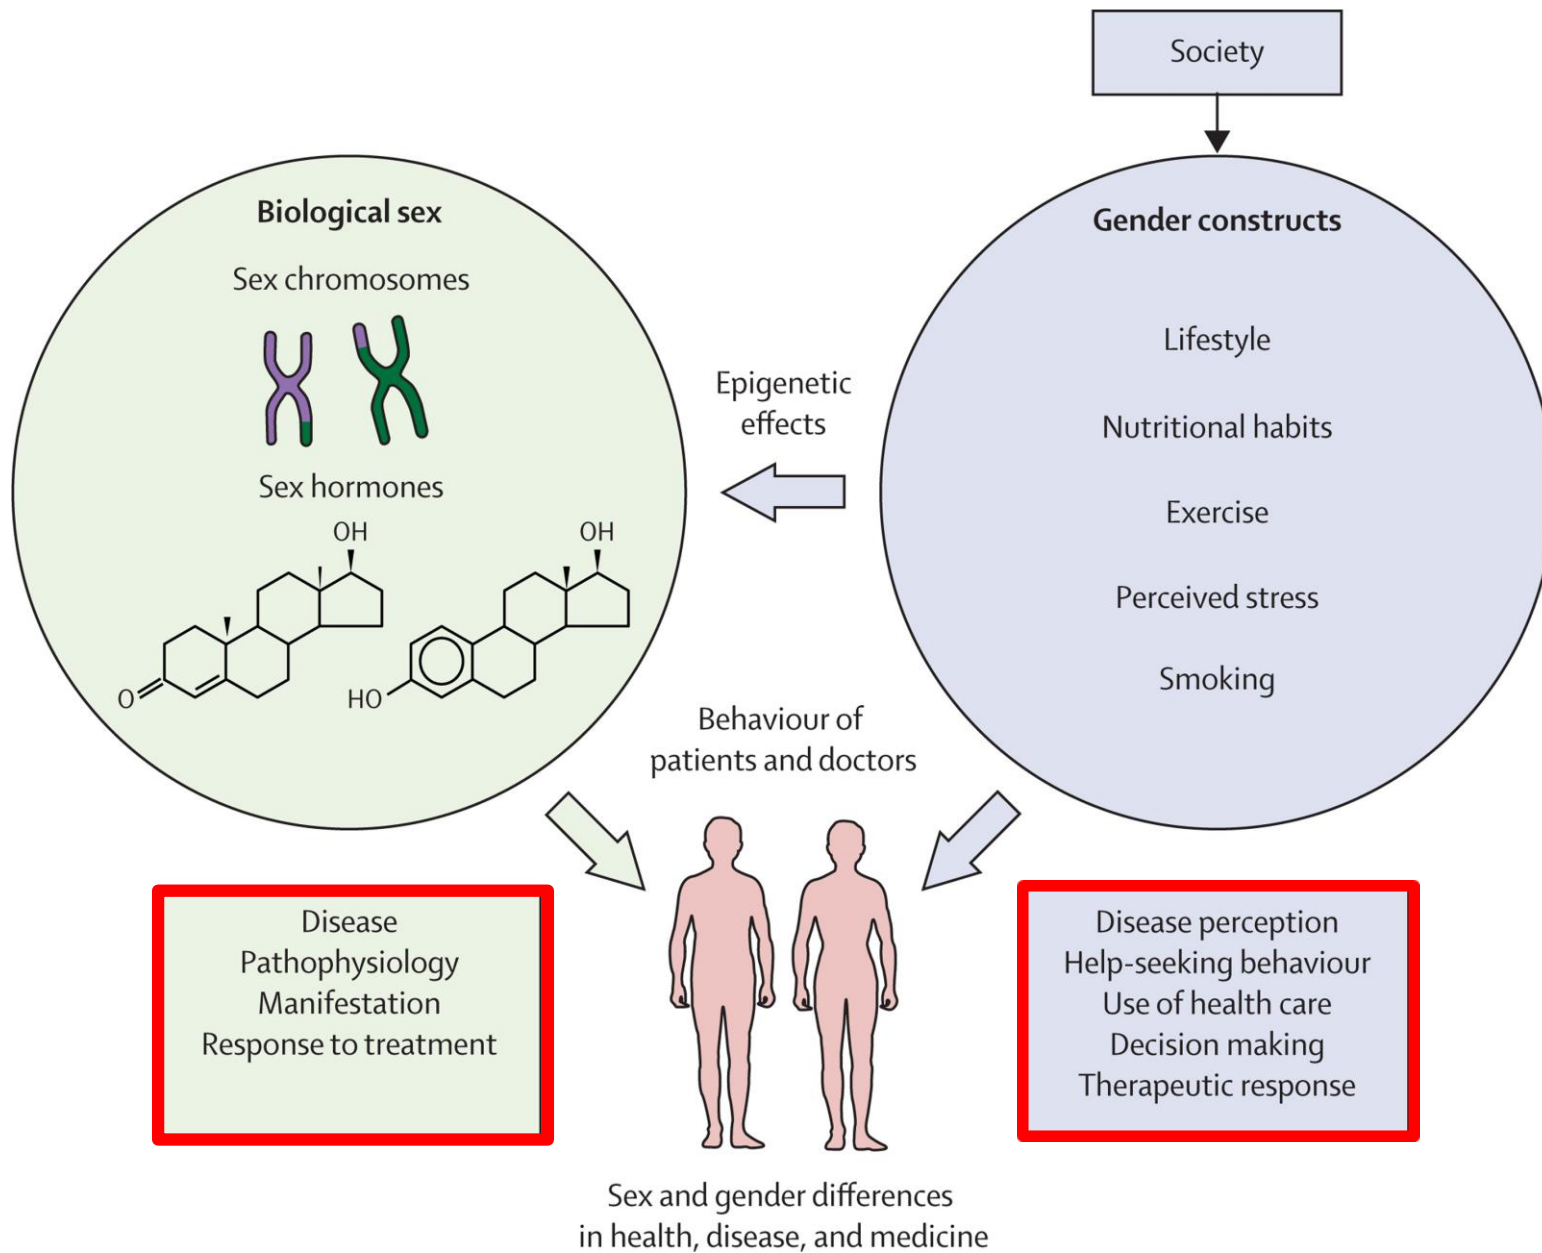 Society
Biological sex
Sex chromosomes
Sex hormones
OH
OH
O
HO
Epigenetic
effects
Gender constructs
Lifestyle
Nutritional habits
Exercise
Perceived stress
Smoking
Behaviour of
patients and doctors
Disease
Pathophysiology
Manifestation
Response to treatment
Disease perception
Help-seeking behaviour
Use of health care
Decision making
Therapeutic response
Sex and gender differences
in health, disease, and medicine